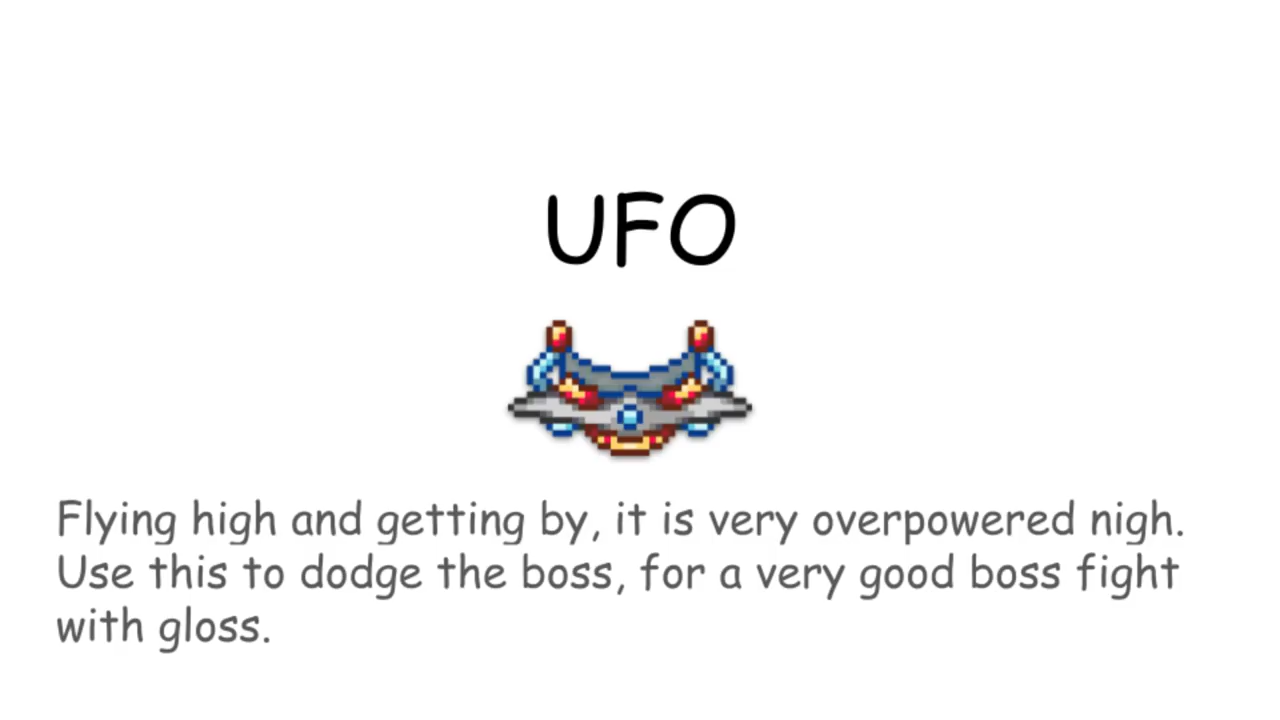 UFO
Flying high and getting by, it is very overpowered nigh.
Use this to dodge the boss, for a very good boss fight
with gloss.